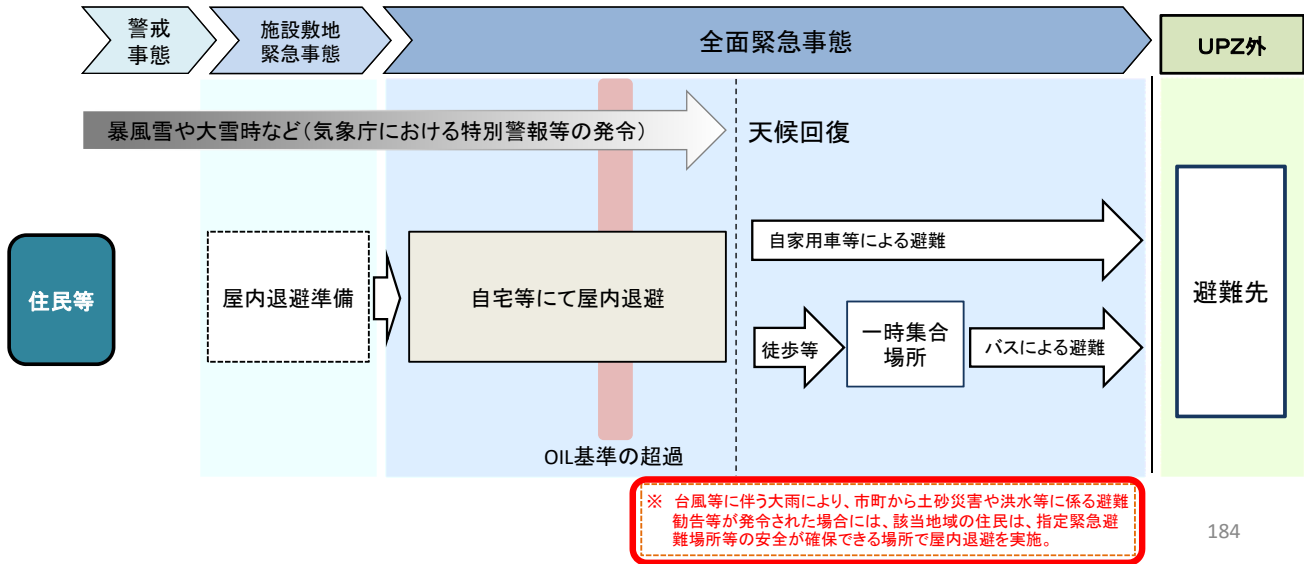 警戒
事態
施設敷地
緊急事態
全面緊急事態
UPZ外
暴風雪や大雪時など(気象庁における特別警報等の発令)
天候回復
住民等
屋内退避準備
自宅等にて屋内退避
自家用車等による避難
徒歩等
一時集合
場所
バスによる避難
避難先
OIL基準の超過
※ 台風等に伴う大雨により、市町から土砂災害や洪水等に係る避難
勧告等が発令された場合には、該当地域の住民は、指定緊急避
難場所等の安全が確保できる場所で屋内退避を実施。
184